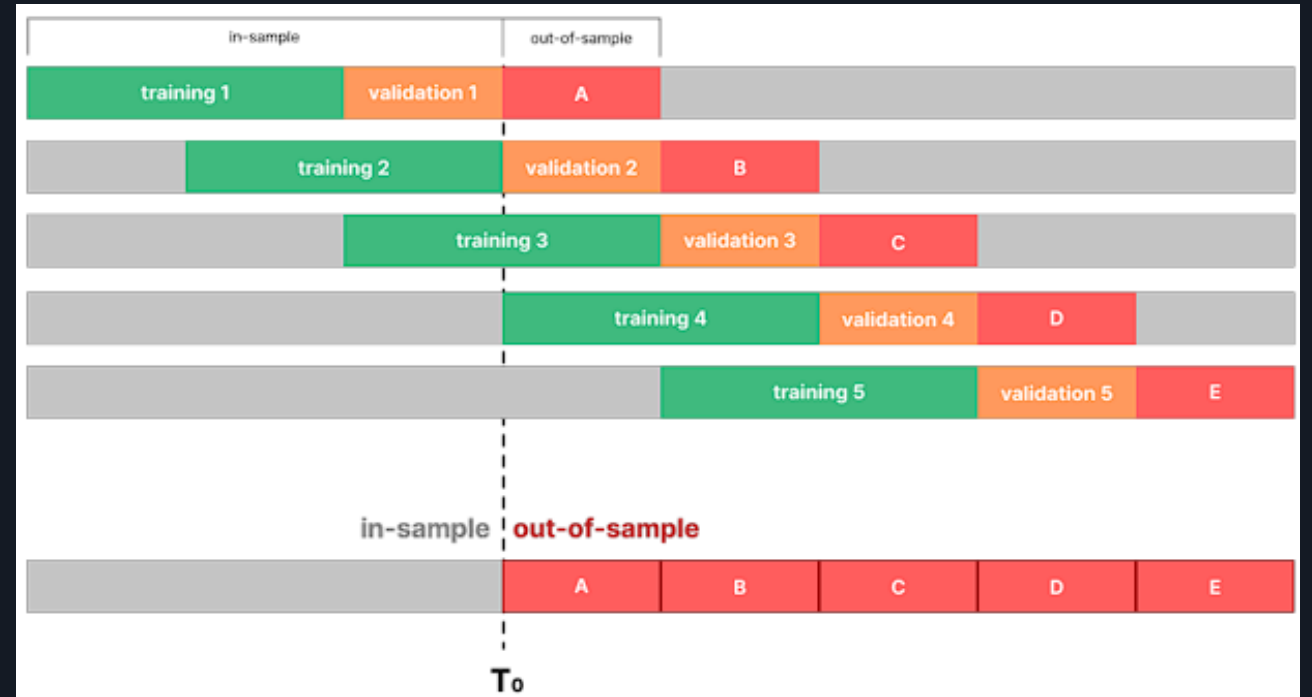 in-sample out-of-sample
training 1 validation 1 A
training 2 validation 2 B
training 3 validation 3 C
training 4 validation 4 D
training 5 validation 5 E
in-sample out-of-sample
A B C D E
T₀